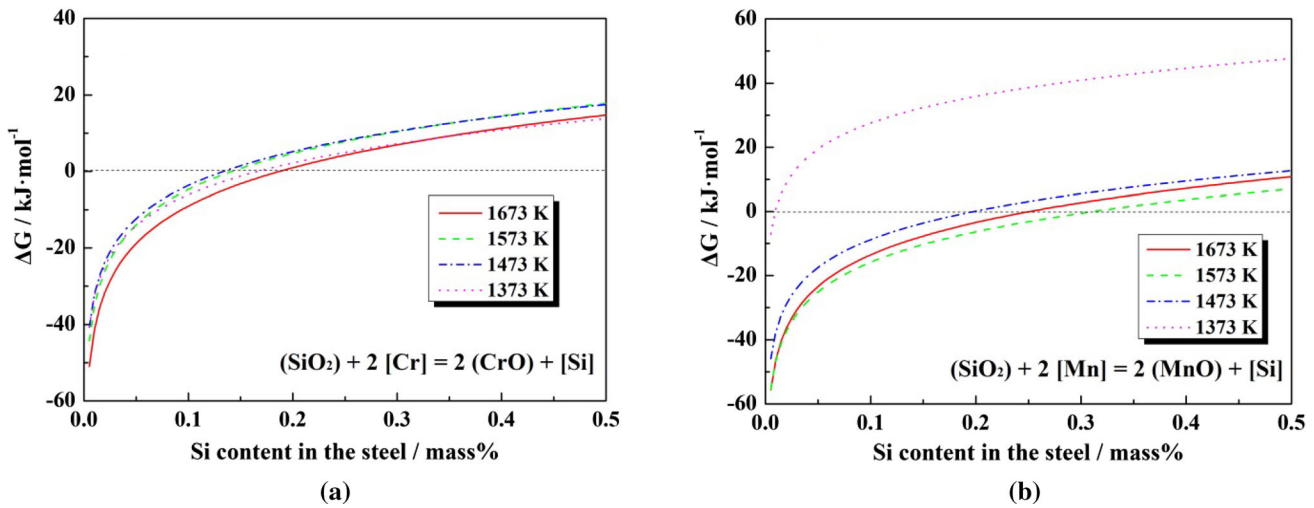 40
20
0
-20
-40
-60
ΔG / kJ·mol⁻¹
1673 K
1573 K
1473 K
1373 K
(SiO₂) + 2 [Cr] = 2 (CrO) + [Si]
0.0 0.1 0.2 0.3 0.4 0.5
Si content in the steel / mass%
(a)
60
40
20
0
-20
-40
-60
ΔG / kJ·mol⁻¹
1673 K
1573 K
1473 K
1373 K
(SiO₂) + 2 [Mn] = 2 (MnO) + [Si]
0.0 0.1 0.2 0.3 0.4 0.5
Si content in the steel / mass%
(b)